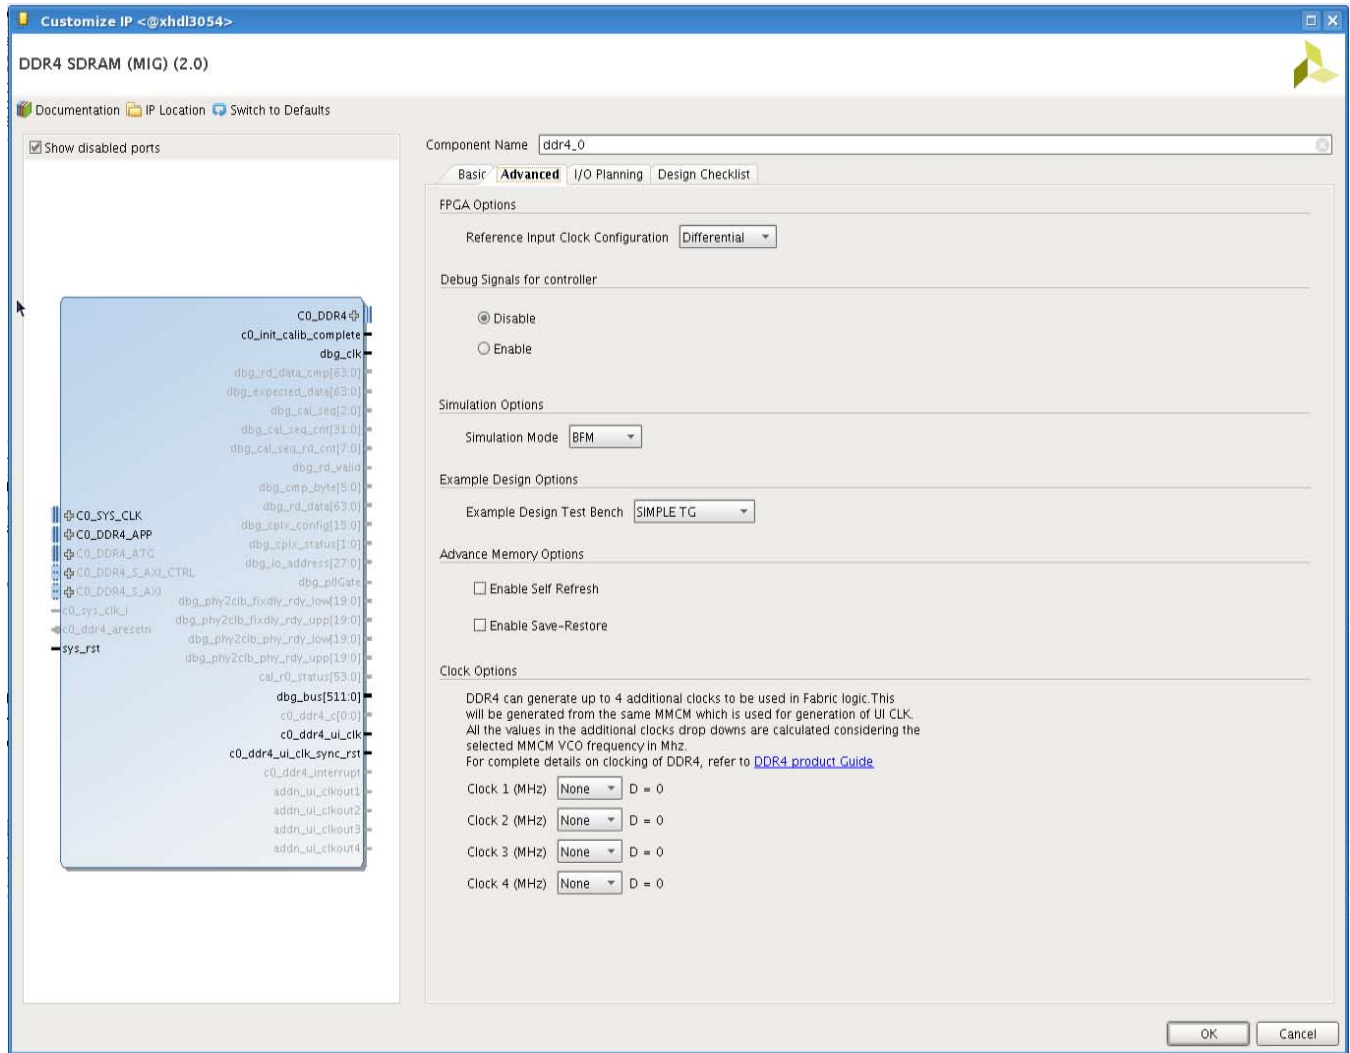 Customize IP <@xhdl3054>
DDR4 SDRAM (MIG) (2.0)
Documentation IP Location Switch to Defaults
Show disabled ports
C0_DDR4
c0_init_calib_complete
dbg_clk
dbg_rd_data_cmp[63:0]
dbg_expected_data[63:0]
dbg_cal_seq[2:0]
dbg_cal_seq_cnt[31:0]
dbg_cal_seq_rd_cnt[7:0]
dbg_rd_valid
dbg_cmp_byte[5:0]
dbg_rd_data[63:0]
dbg_cplx_config[15:0]
dbg_cplx_status[1:0]
dbg_io_address[27:0]
dbg_pllGate
dbg_phy2clb_fixdly_rdy_low[19:0]
dbg_phy2clb_fixdly_rdy_upp[19:0]
dbg_phy2clb_phy_rdy_low[19:0]
dbg_phy2clb_phy_rdy_upp[19:0]
cal_r0_status[53:0]
dbg_bus[511:0]
c0_ddr4_c[0:0]
c0_ddr4_ui_clk
c0_ddr4_ui_clk_sync_rst
c0_ddr4_interrupt
addn_ui_clkout1
addn_ui_clkout2
addn_ui_clkout3
addn_ui_clkout4
C0_SYS_CLK
C0_DDR4_APP
C0_DDR4_ATG
C0_DDR4_S_AXI_CTRL
C0_DDR4_S_AXI
c0_sys_clk_i
c0_ddr4_aresetn
sys_rst
Component Name ddr4_0
Basic Advanced I/O Planning Design Checklist
FPGA Options
Reference Input Clock Configuration Differential
Debug Signals for controller
Disable
Enable
Simulation Options
Simulation Mode BFM
Example Design Options
Example Design Test Bench SIMPLE TG
Advance Memory Options
Enable Self Refresh
Enable Save-Restore
Clock Options
DDR4 can generate up to 4 additional clocks to be used in Fabric logic.This
will be generated from the same MMCM which is used for generation of UI CLK.
All the values in the additional clocks drop downs are calculated considering the
selected MMCM VCO frequency in Mhz.
For complete details on clocking of DDR4, refer to DDR4 product Guide
Clock 1 (MHz) None D = 0
Clock 2 (MHz) None D = 0
Clock 3 (MHz) None D = 0
Clock 4 (MHz) None D = 0
OK Cancel